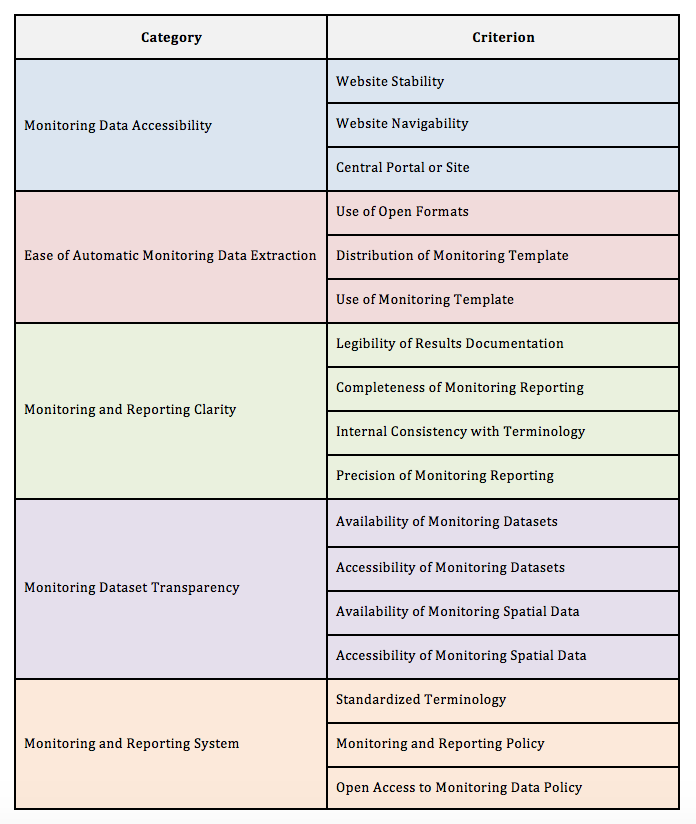 Category
Criterion
Monitoring Data Accessibility
Website Stability
Website Navigability
Central Portal or Site
Ease of Automatic Monitoring Data Extraction
Use of Open Formats
Distribution of Monitoring Template
Use of Monitoring Template
Monitoring and Reporting Clarity
Legibility of Results Documentation
Completeness of Monitoring Reporting
Internal Consistency with Terminology
Precision of Monitoring Reporting
Monitoring Dataset Transparency
Availability of Monitoring Datasets
Accessibility of Monitoring Datasets
Availability of Monitoring Spatial Data
Accessibility of Monitoring Spatial Data
Monitoring and Reporting System
Standardized Terminology
Monitoring and Reporting Policy
Open Access to Monitoring Data Policy